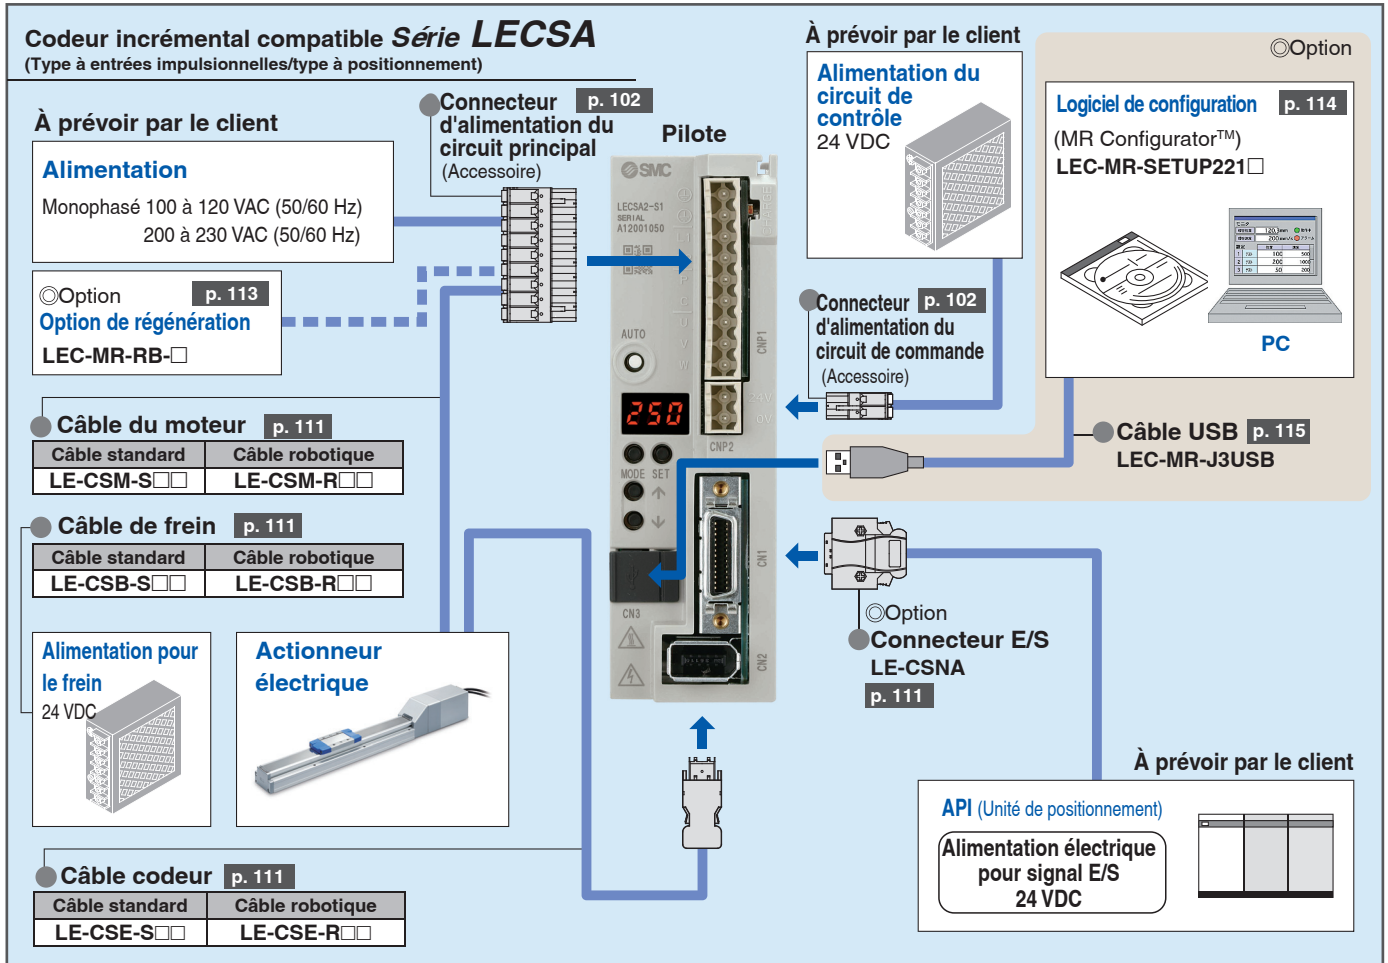 Codeur incrémental compatible Série LECSA
(Type à entrées impulsionnelles/type à positionnement)
À prévoir par le client
Alimentation
Monophasé 100 à 120 VAC (50/60 Hz)
200 à 230 VAC (50/60 Hz)
◎Option p. 113
Option de régénération
LEC-MR-RB-□
Connecteur p. 102
d'alimentation du
circuit principal
(Accessoire)
Pilote
SMC
LECSA2-S1
SERIAL
A12001050
AUTO
250
MODE SET
CNP1
24V
0V
CNP2
CN1
CN3
CN2
À prévoir par le client
Alimentation du
circuit de
contrôle
24 VDC
Connecteur p. 102
d'alimentation du
circuit de commande
(Accessoire)
◎Option
Logiciel de configuration p. 114
(MR Configurator™)
LEC-MR-SETUP221□
PC
Câble USB p. 115
LEC-MR-J3USB
Câble du moteur p. 111
Câble standard Câble robotique
LE-CSM-S□□ LE-CSM-R□□
Câble de frein p. 111
Câble standard Câble robotique
LE-CSB-S□□ LE-CSB-R□□
Alimentation pour
le frein
24 VDC
Actionneur
électrique
◎Option
Connecteur E/S
LE-CSNA
p. 111
À prévoir par le client
API (Unité de positionnement)
Alimentation électrique
pour signal E/S
24 VDC
Câble codeur p. 111
Câble standard Câble robotique
LE-CSE-S□□ LE-CSE-R□□